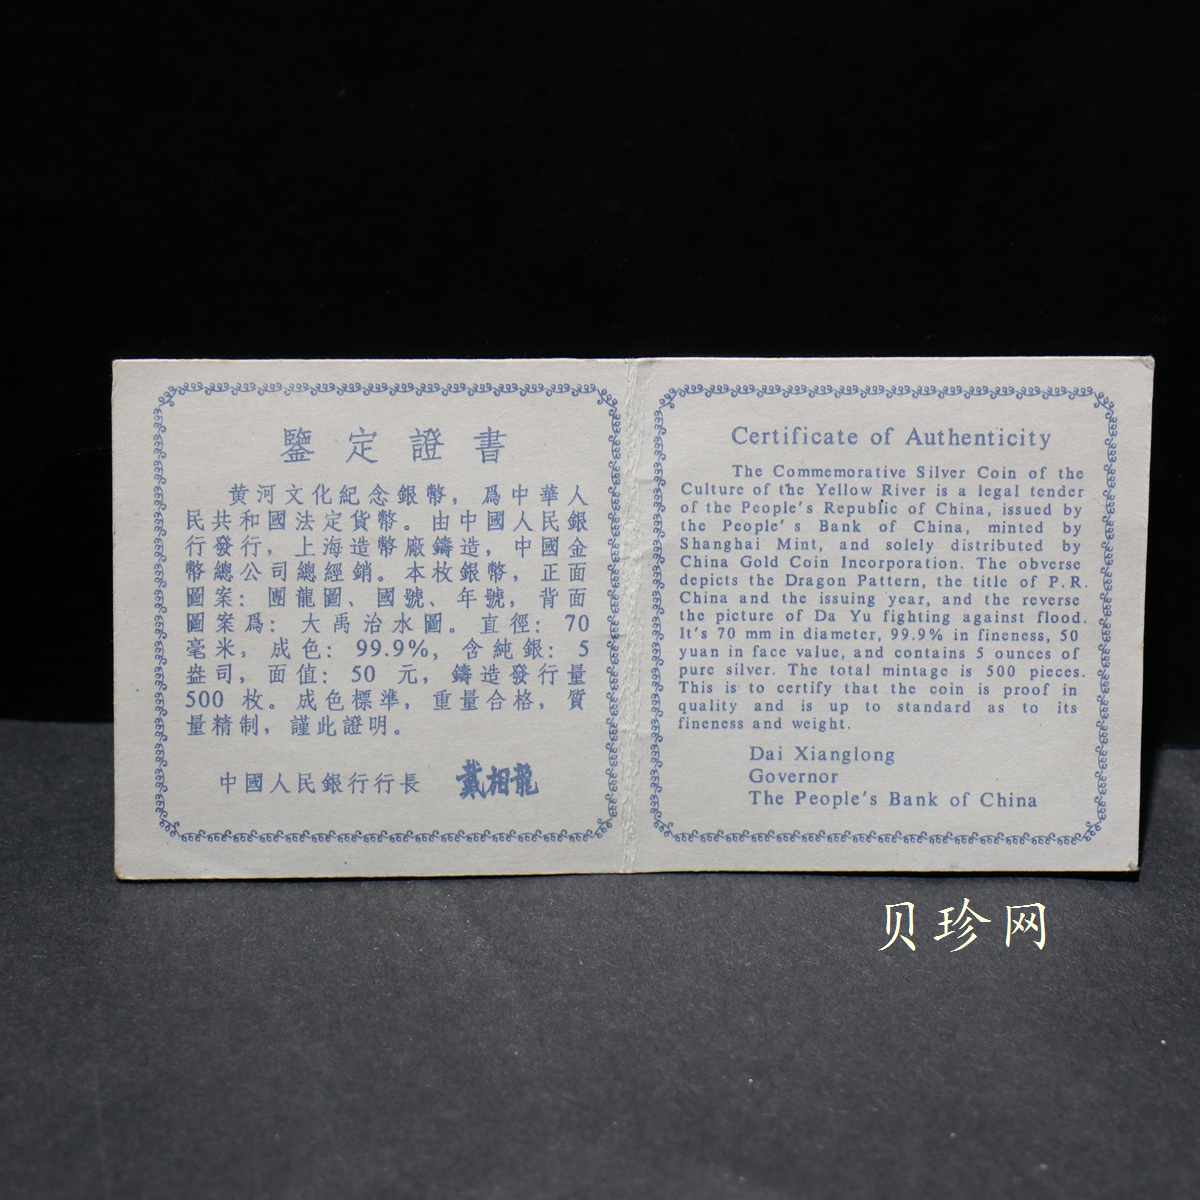 鑒定證書
黄河文化紀念銀幣，爲中華人
民共和國法定貨幣。由中國人民銀
行發行，上海造幣廠鑄造，中國金
幣總公司總經銷。本枚銀幣，正面
圖案：團龍圖、國號、年號，背面
圖案爲：大禹治水圖。直徑：70
毫米，成色：99.9%，含純銀：5
盎司，面值：50元，鑄造發行量
500枚。成色標準，重量合格，質
量精制，謹此證明。
中國人民銀行行長 戴相龍
Certificate of Authenticity
The Commemorative Silver Coin of the
Culture of the Yellow River is a legal tender
of the People's Republic of China, issued by
the People's Bank of China, minted by
Shanghai Mint, and solely distributed by
China Gold Coin Incorporation. The obverse
depicts the Dragon Pattern, the title of P.R.
China and the issuing year, and the reverse
the picture of Da Yu fighting against flood.
It's 70 mm in diameter, 99.9% in fineness, 50
yuan in face value, and contains 5 ounces of
pure silver. The total mintage is 500 pieces.
This is to certify that the coin is proof in
quality and is up to standard as to its
fineness and weight.
Dai Xianglong
Governor
The People's Bank of China
贝珍网